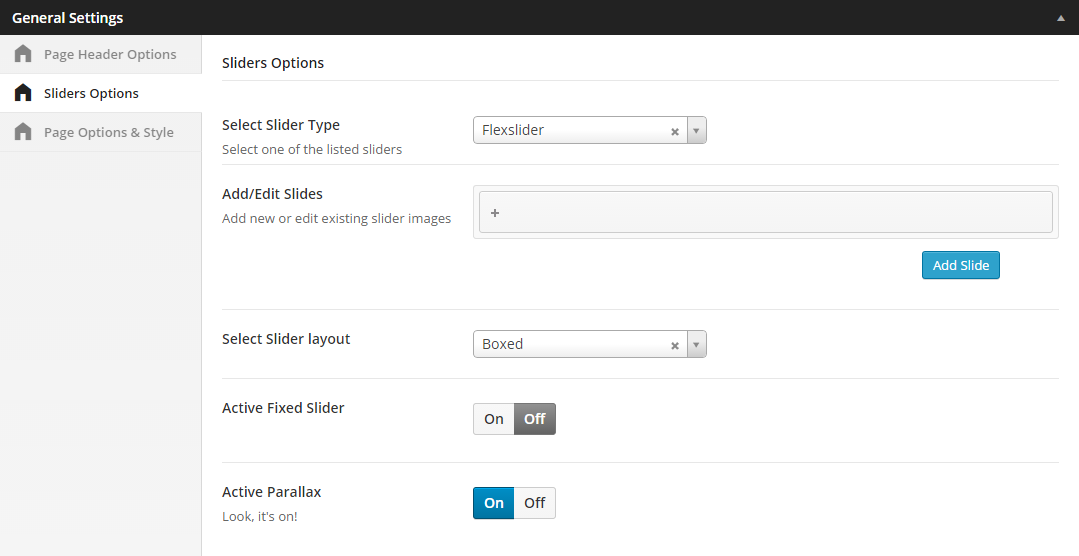 General Settings
Page Header Options
Sliders Options
Page Options & Style
Sliders Options
Select Slider Type
Select one of the listed sliders
Flexslider
Add/Edit Slides
Add new or edit existing slider images
+
Add Slide
Select Slider layout
Boxed
Active Fixed Slider
On Off
Active Parallax
Look, it's on!
On Off